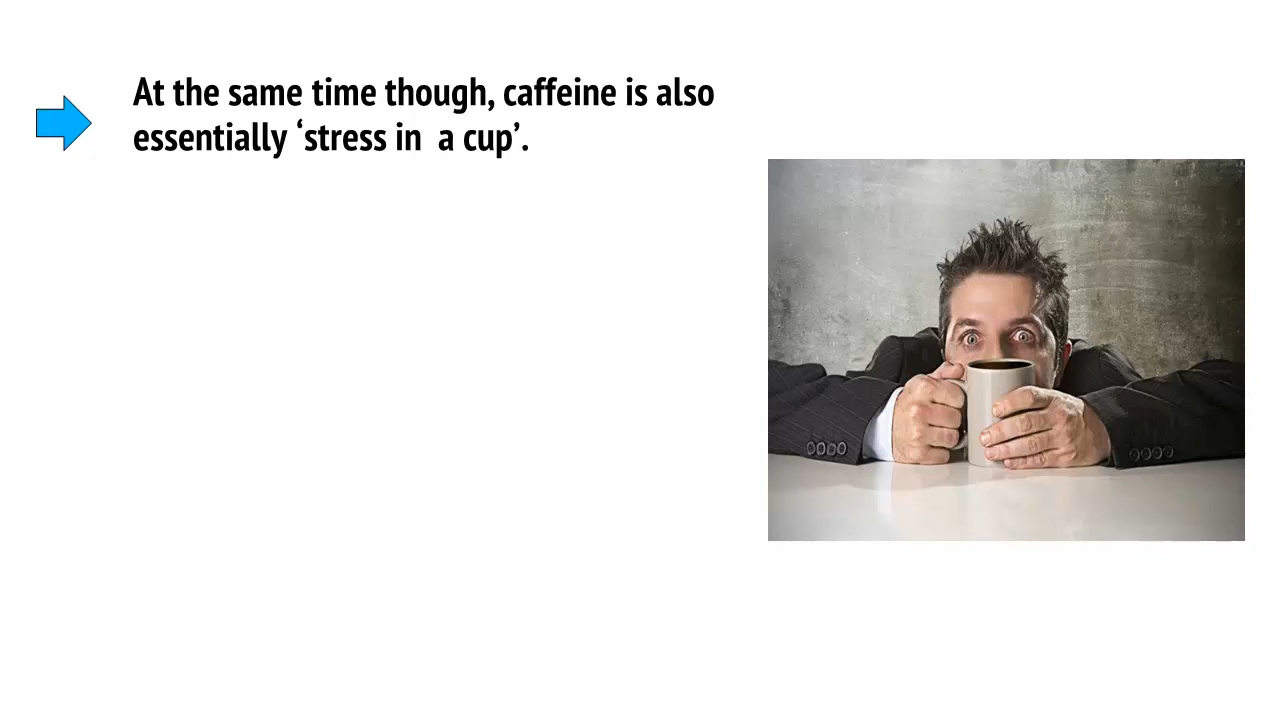 At the same time though, caffeine is also
essentially ‘stress in  a cup’.